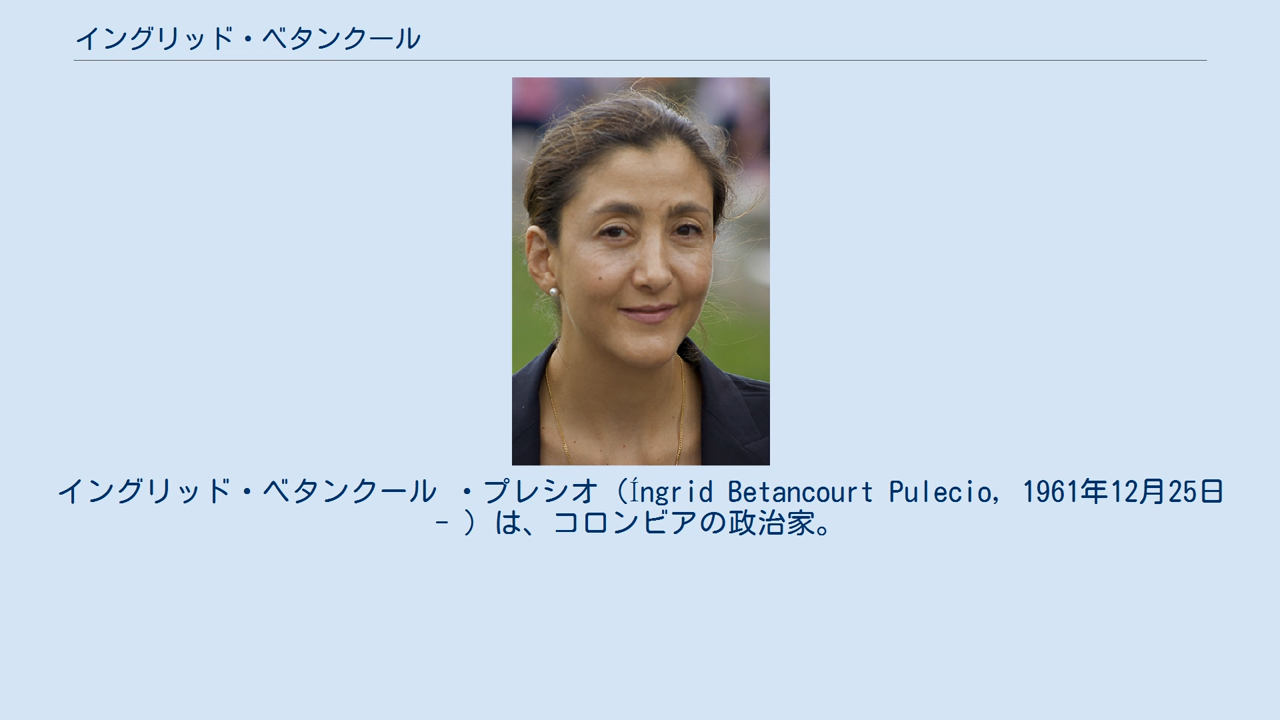 イングリッド・ベタンクール
イングリッド・ベタンクール ・プレシオ（Íngrid Betancourt Pulecio, 1961年12月25日
- ）は、コロンビアの政治家。